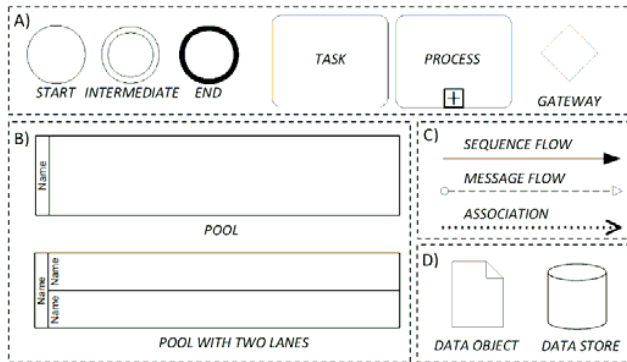 A)
TASK
PROCESS
START INTERMEDIATE END
GATEWAY
B)
Name
POOL
Name
Name
Name
POOL WITH TWO LANES
C)
SEQUENCE FLOW
MESSAGE FLOW
ASSOCIATION
D)
DATA OBJECT DATA STORE